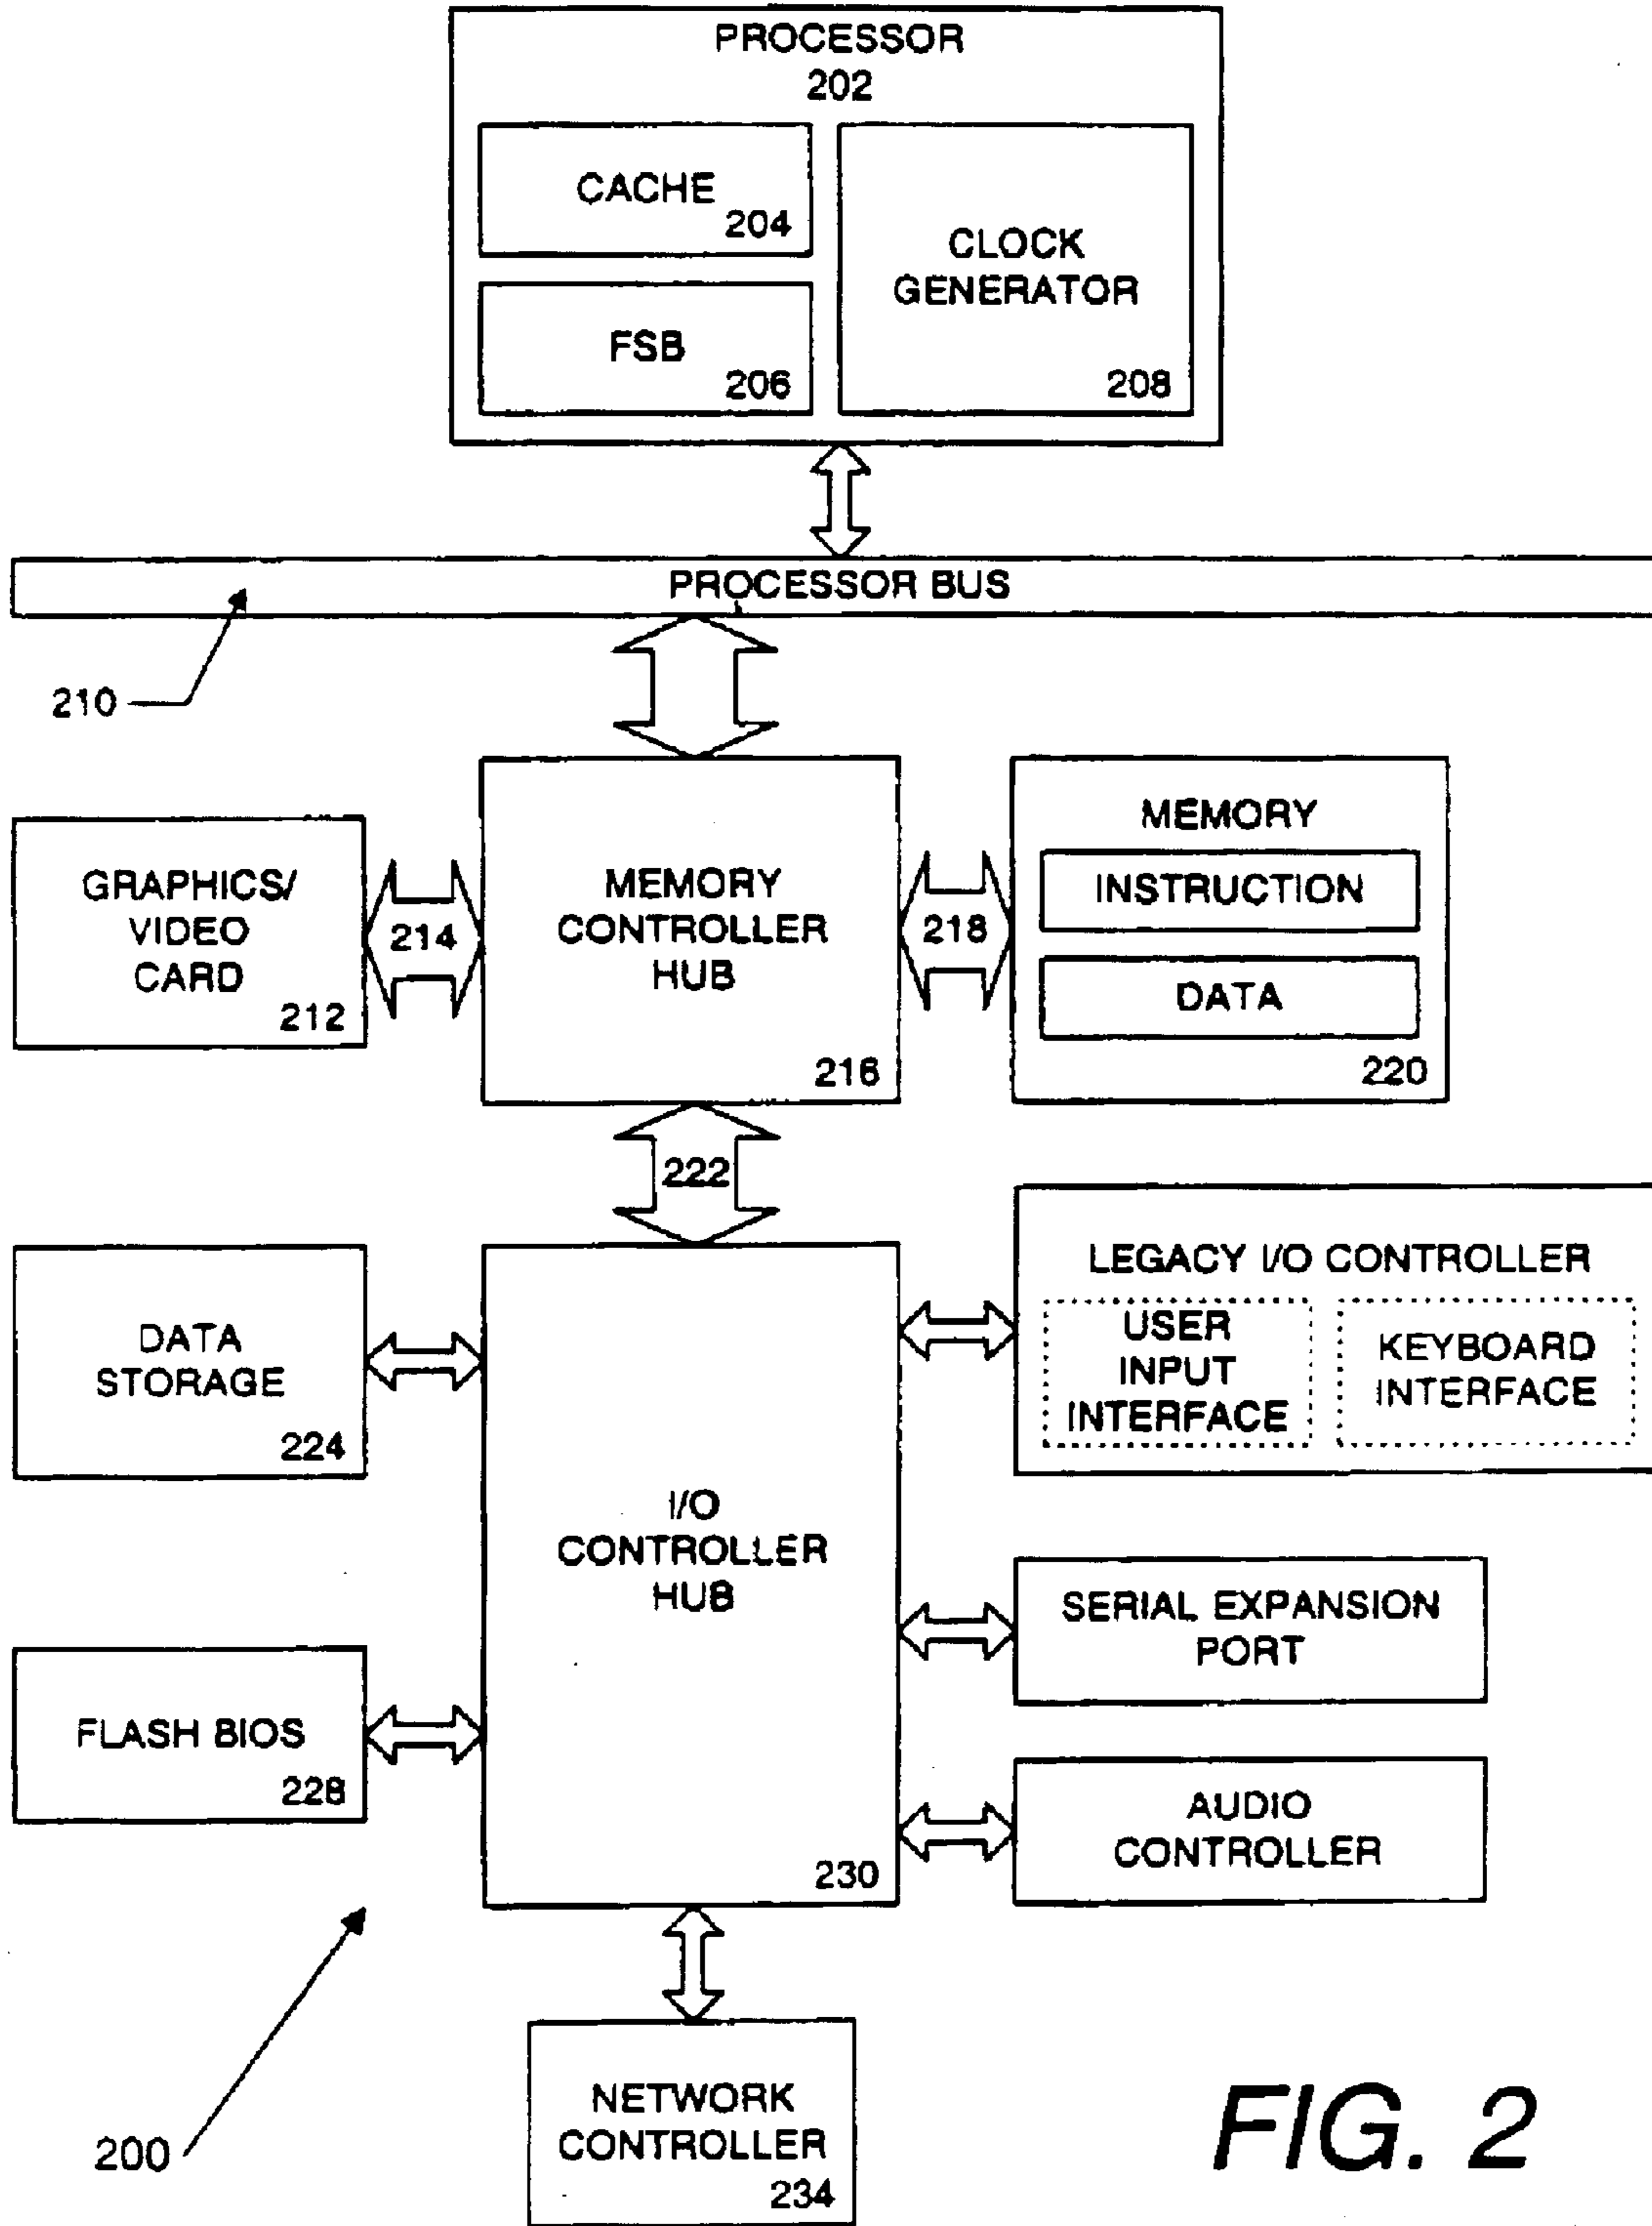 PROCESSOR
202
CACHE
204
FSB
206
CLOCK
GENERATOR
208
PROCESSOR BUS
210
GRAPHICS/
VIDEO
CARD
212
214
MEMORY
CONTROLLER
HUB
216
218
MEMORY
INSTRUCTION
DATA
220
222
DATA
STORAGE
224
LEGACY I/O CONTROLLER
USER
INPUT
INTERFACE
KEYBOARD
INTERFACE
I/O
CONTROLLER
HUB
230
SERIAL EXPANSION
PORT
FLASH BIOS
228
AUDIO
CONTROLLER
200
NETWORK
CONTROLLER
234
FIG. 2